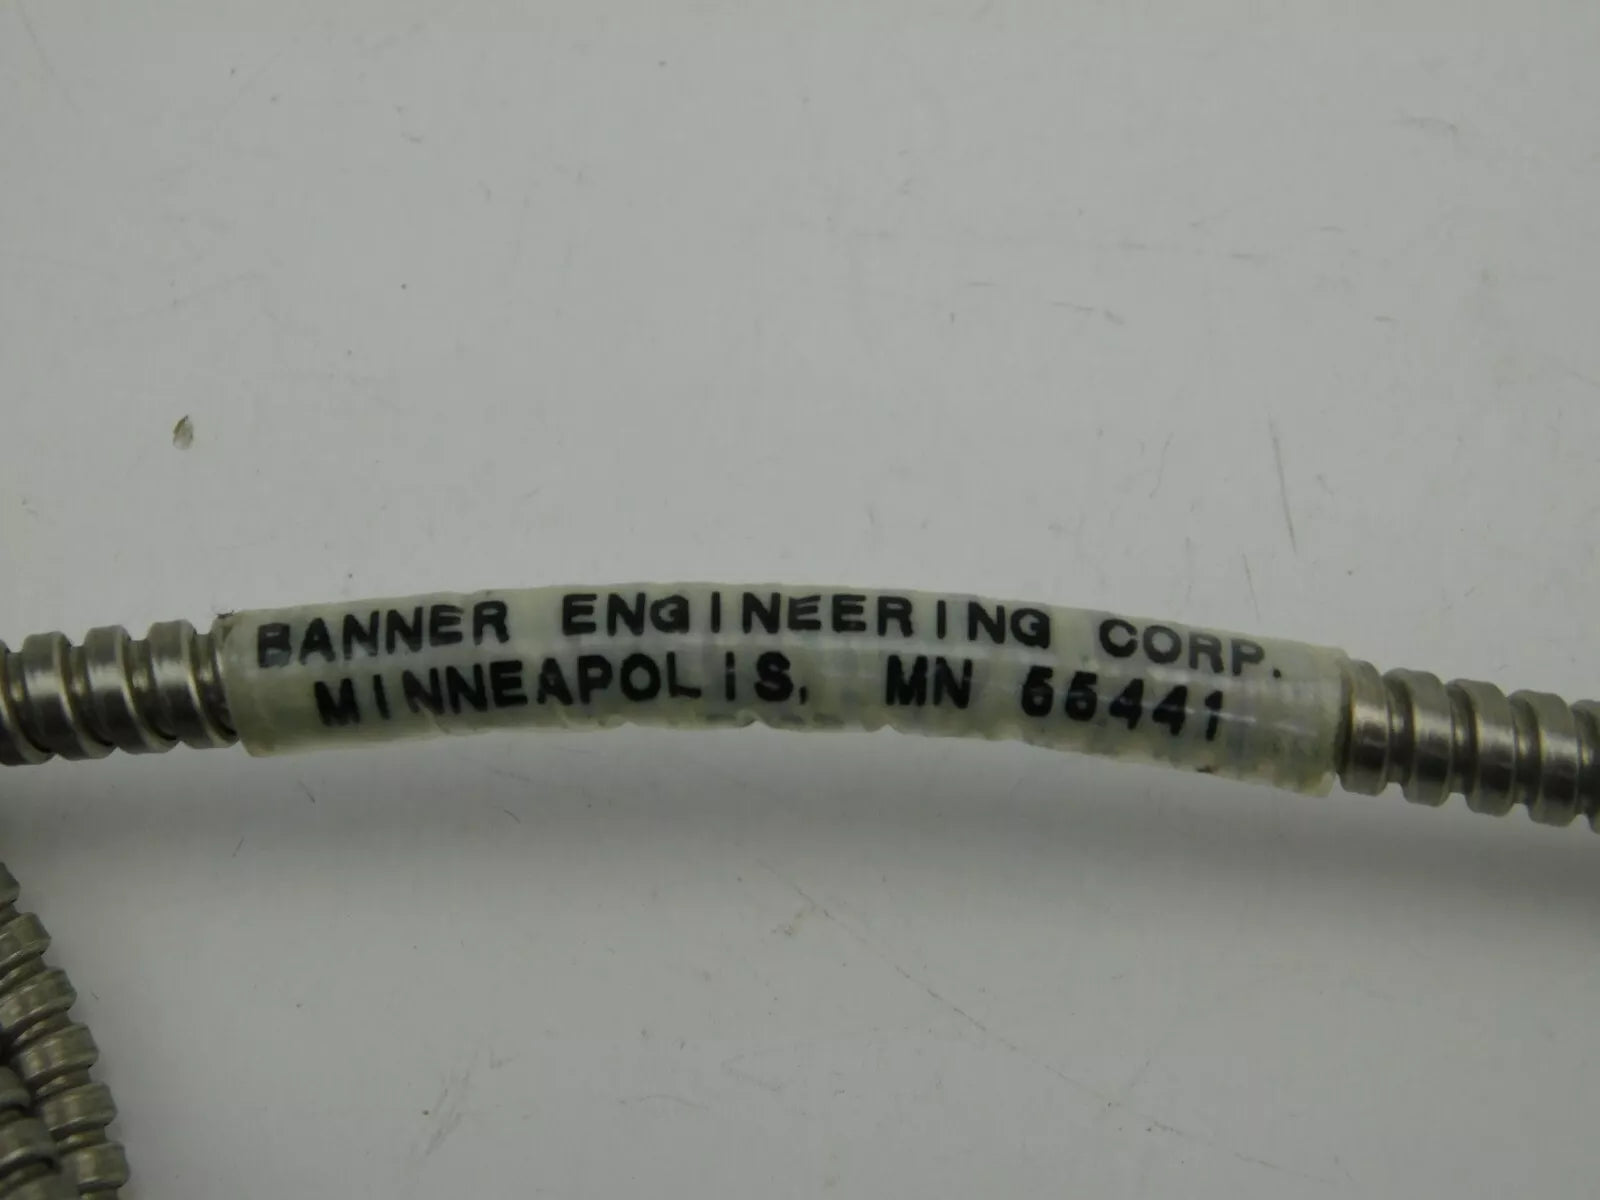 BANNER ENGINEERING CORP.
MINNEAPOLIS, MN 55441